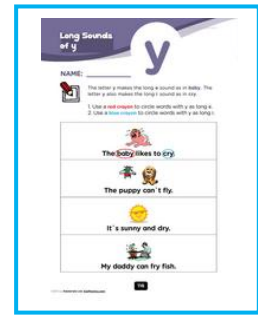 Long Sounds
of y
y
NAME:
The letter y makes the long e sound as in baby. The
letter y also makes the long i sound as in cry.
1. Use a red crayon to circle words with y as long e.
2. Use a blue crayon to circle words with y as long i.
The baby likes to cry.
The puppy can't fly.
It's sunny and dry.
My daddy can fry fish.
116